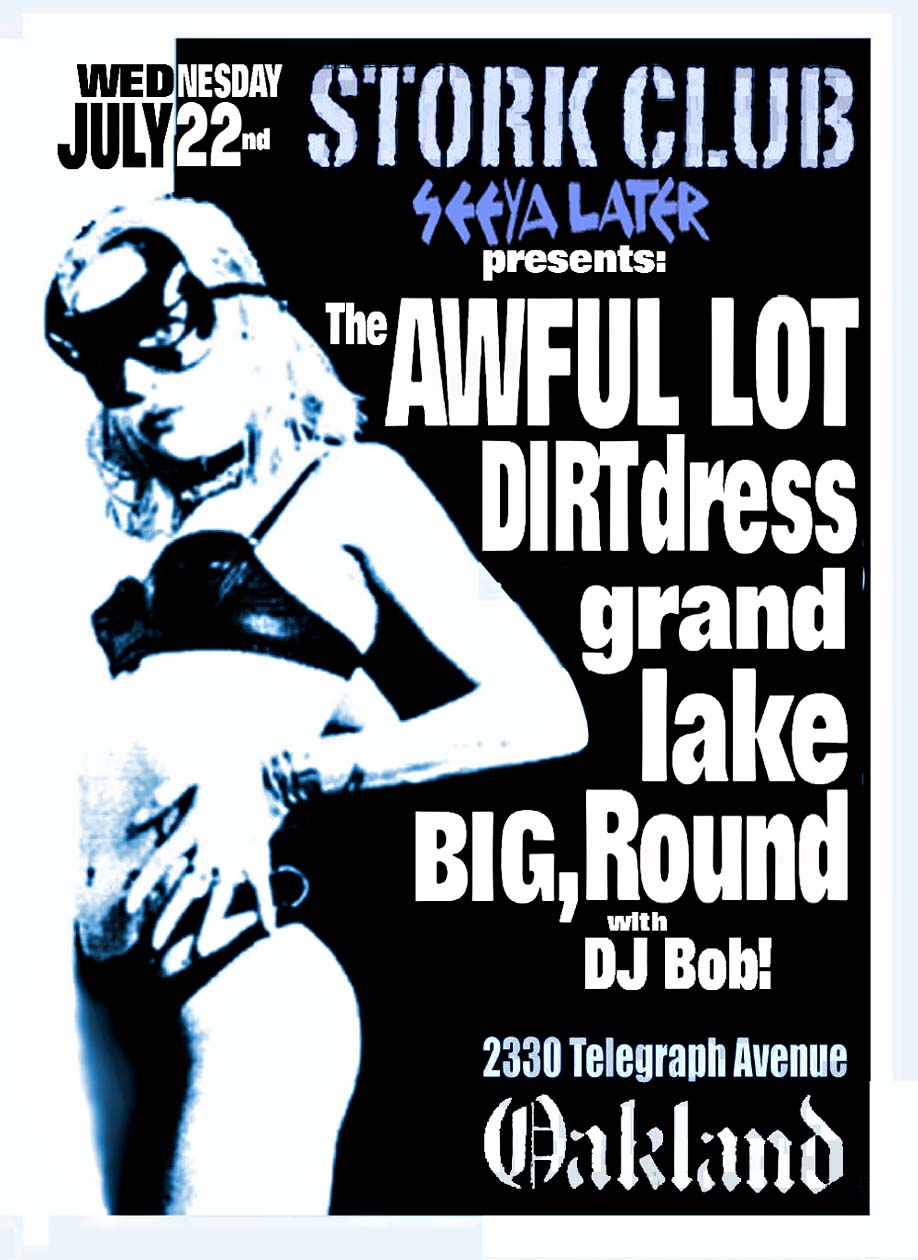 WEDNESDAY
JULY 22nd
STORK CLUB
SEEYA LATER
presents:
The AWFUL LOT
DIRTdress
grand
lake
BIG, Round
with
DJ Bob!
2330 Telegraph Avenue
Oakland